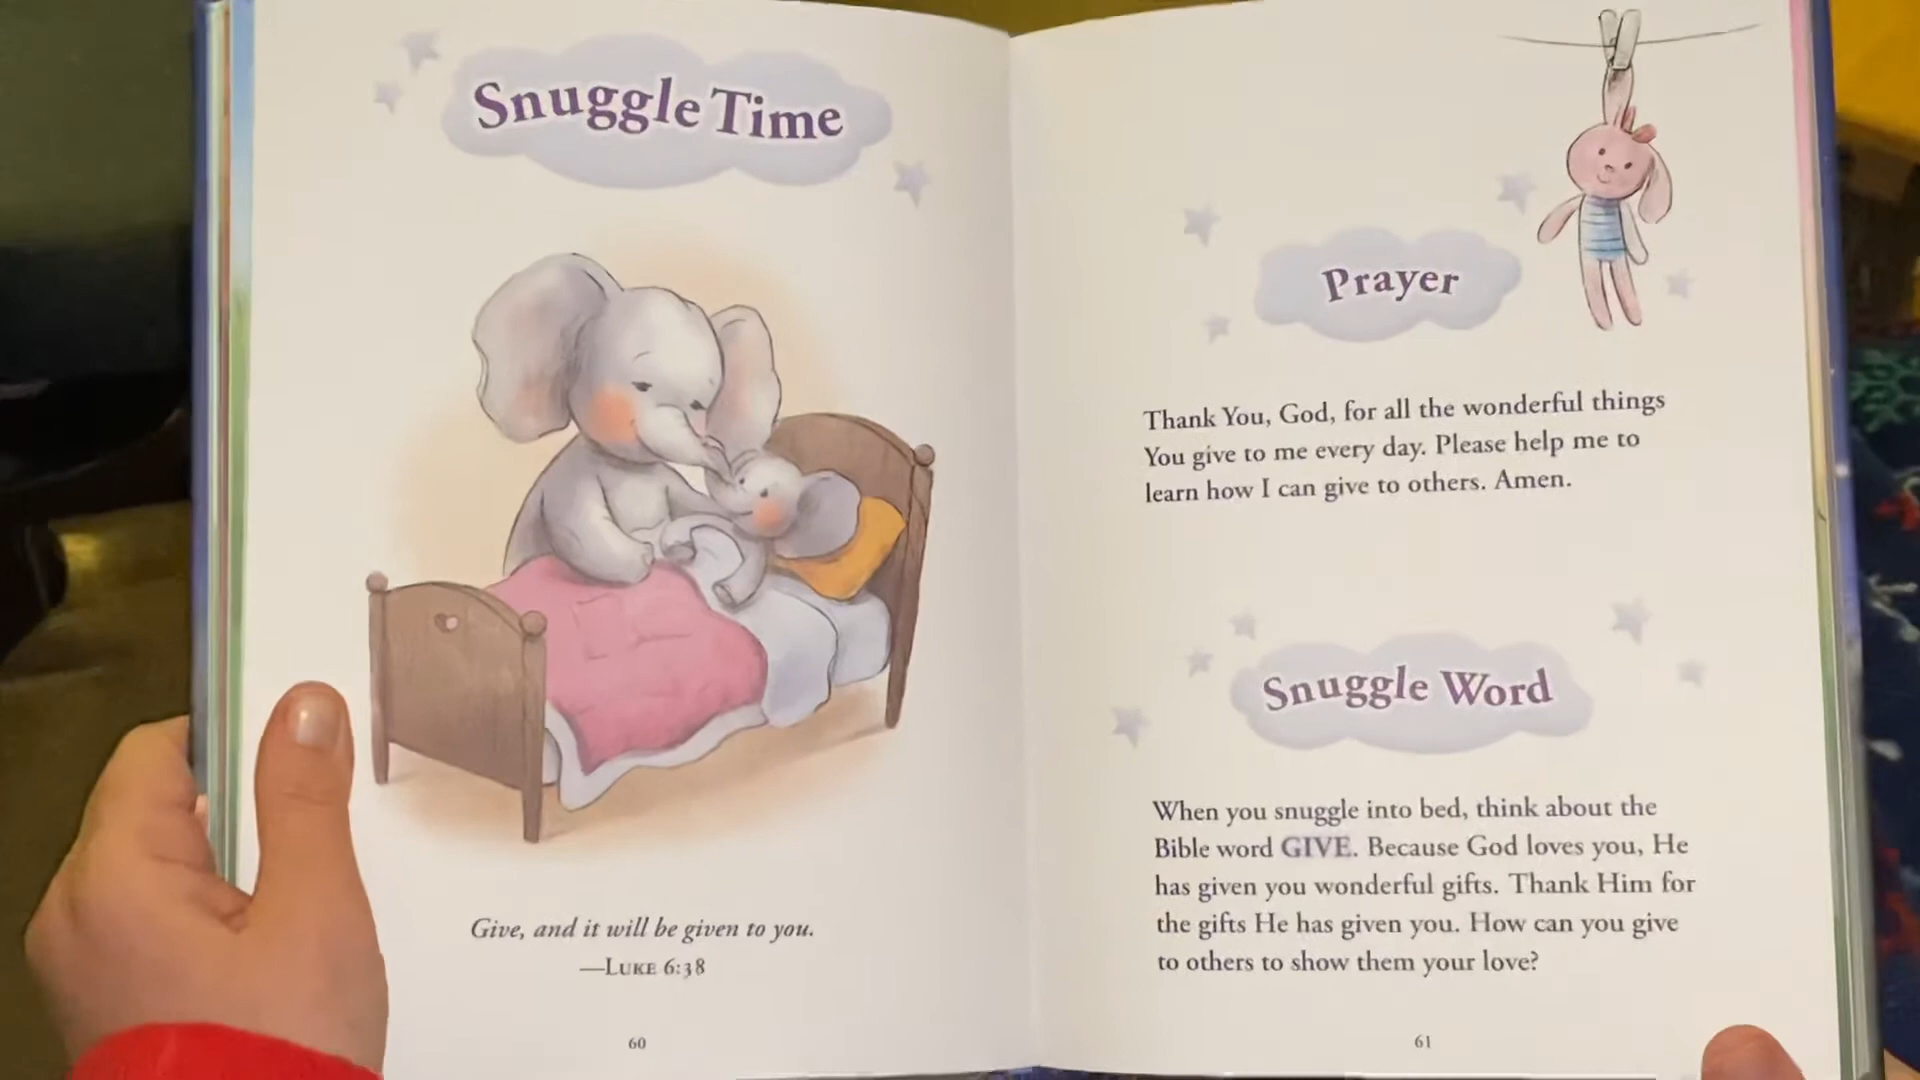 Snuggle Time
Give, and it will be given to you.
—Luke 6:38
60
Prayer
Thank You, God, for all the wonderful things
You give to me every day. Please help me to
learn how I can give to others. Amen.
Snuggle Word
When you snuggle into bed, think about the
Bible word GIVE. Because God loves you, He
has given you wonderful gifts. Thank Him for
the gifts He has given you. How can you give
to others to show them your love?
61